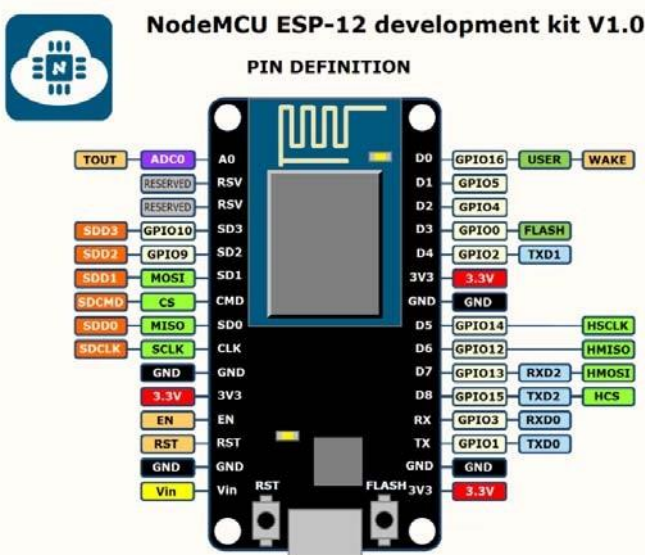 NodeMCU ESP-12 development kit V1.0
PIN DEFINITION
N
TOUT ADC0 A0 D0 GPIO16 USER WAKE
RESERVED RSV D1 GPIO5
RESERVED RSV D2 GPIO4
SDD3 GPIO10 SD3 D3 GPIO0 FLASH
SDD2 GPIO9 SD2 D4 GPIO2 TXD1
SDD1 MOSI SD1 3V3 3.3V
SDCMD CS CMD GND GND
SDD0 MISO SD0 D5 GPIO14 HSCLK
SDCLK SCLK CLK D6 GPIO12 HMISO
GND GND D7 GPIO13 RXD2 HMOSI
3.3V 3V3 D8 GPIO15 TXD2 HCS
EN EN RX GPIO3 RXD0
RST RST TX GPIO1 TXD0
GND GND GND GND
Vin Vin RST FLASH 3V3 3.3V